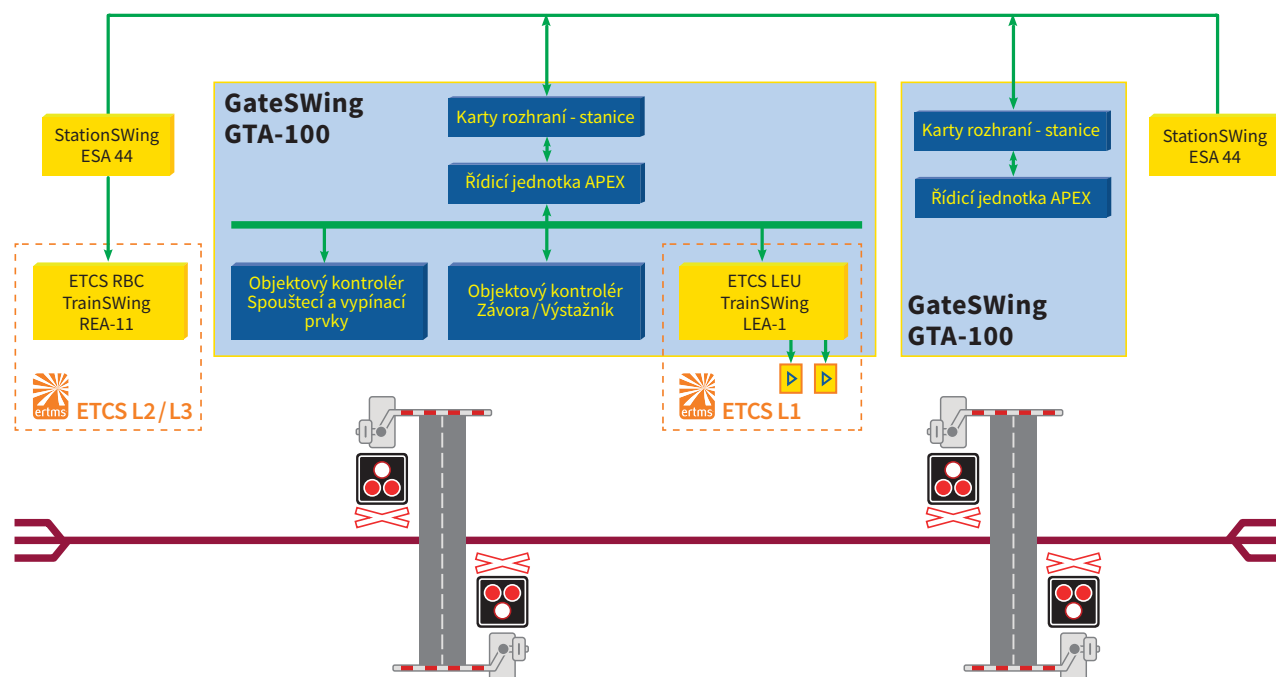 StationSWing
ESA 44
GateSWing
GTA-100
Karty rozhraní - stanice
Řídicí jednotka APEX
Objektový kontrolér
Spouštecí a vypínací
prvky
Objektový kontrolér
Závora / Výstažník
ETCS LEU
TrainSWing
LEA-1
ertms
ETCS L1
ETCS RBC
TrainSWing
REA-11
ertms
ETCS L2 / L3
Karty rozhraní - stanice
Řídicí jednotka APEX
GateSWing
GTA-100
StationSWing
ESA 44